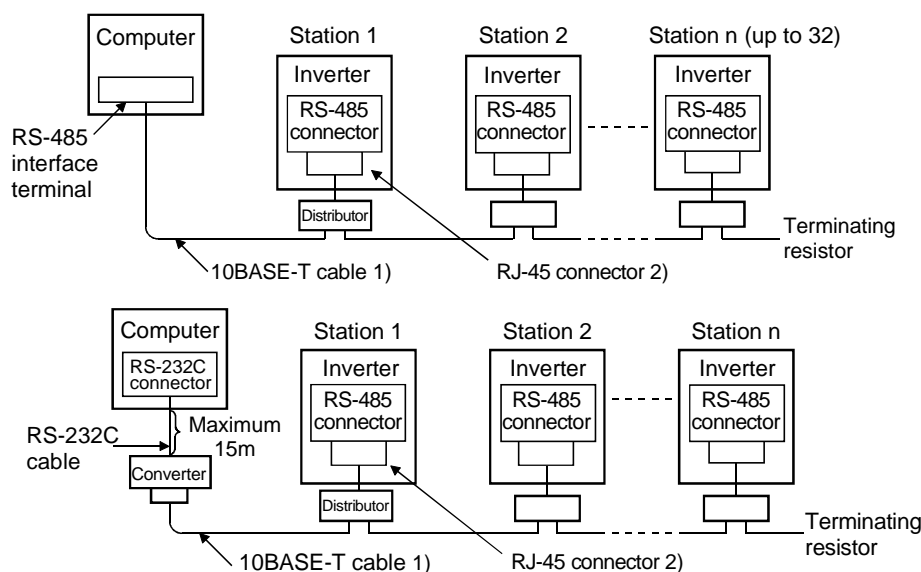 Computer
RS-485
interface
terminal
Station 1
Inverter
RS-485
connector
Distributor
Station 2
Inverter
RS-485
connector
Station n (up to 32)
Inverter
RS-485
connector
Terminating
resistor
10BASE-T cable 1)
RJ-45 connector 2)
Computer
RS-232C
connector
RS-232C
cable
Maximum
15m
Converter
Station 1
Inverter
RS-485
connector
Distributor
Station 2
Inverter
RS-485
connector
Station n
Inverter
RS-485
connector
Terminating
resistor
10BASE-T cable 1)
RJ-45 connector 2)